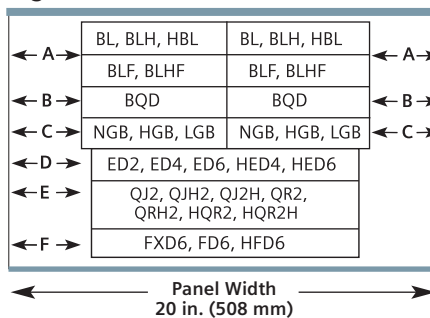 A BL, BLH, HBL BL, BLH, HBL A
BLF, BLHF BLF, BLHF
B BQD BQD B
C NGB, HGB, LGB NGB, HGB, LGB C
D ED2, ED4, ED6, HED4, HED6
E QJ2, QJH2, QJ2H, QR2,
QRH2, HQR2, HQR2H
F FXD6, FD6, HFD6
Panel Width
20 in. (508 mm)